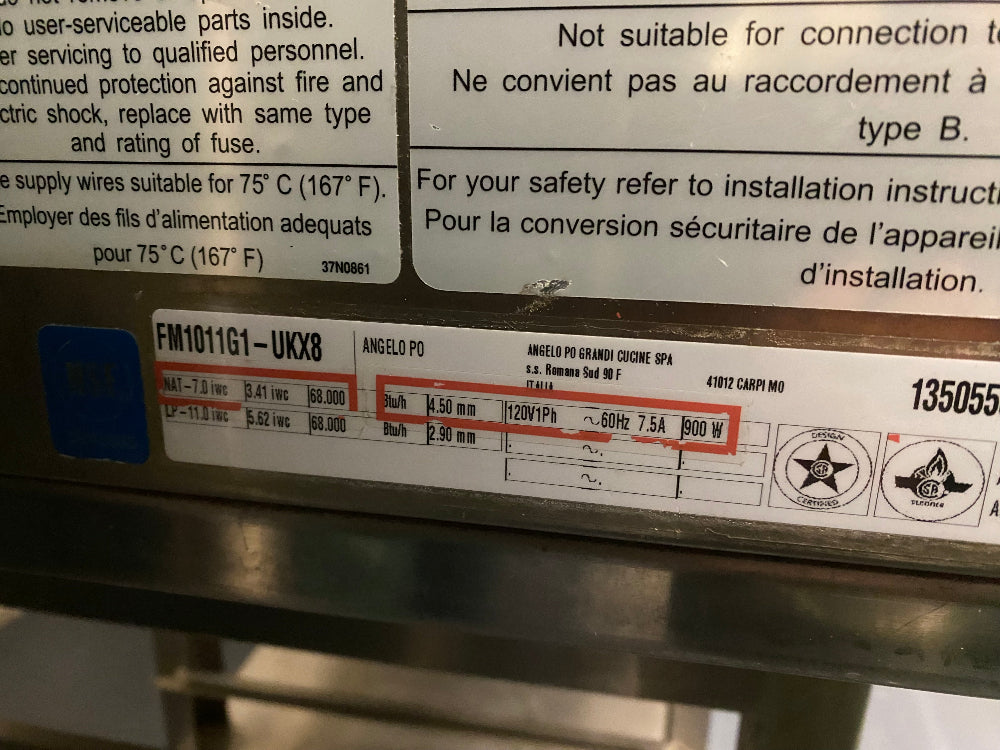 o user-serviceable parts inside.
er servicing to qualified personnel.
continued protection against fire and
ctric shock, replace with same type
and rating of fuse.
e supply wires suitable for 75° C (167° F).
Employer des fils d'alimentation adequats
pour 75°C (167° F)
37N0861
Not suitable for connection t
Ne convient pas au raccordement à
type B.
For your safety refer to installation instructi
Pour la conversion sécuritaire de l'appareil
d'installation.
FM1011G1-UKX8
ANGELO PO
ANGELO PO GRANDI CUCINE SPA
s.s. Romana Sud 90 F
41012 CARPI MO
ITALIA
135055
NAT-7.0 iwc 3.41 iwc 68.000 Btu/h 4.50 mm 120V1Ph ~60Hz 7.5A 900 W
LP-11.0 iwc 5.62 iwc 68.000 Btu/h 2.90 mm ~.
~.
DESIGN
CERTIFIED